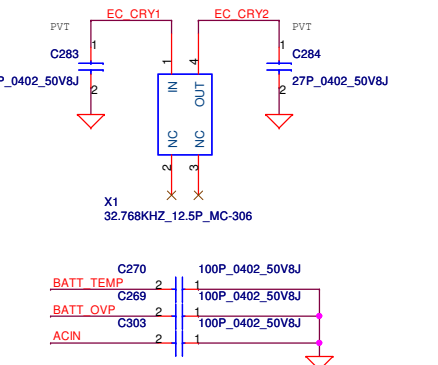 EC_CRY1 EC_CRY2
PVT PVT
C283 1 1 4 1 C284
P_0402_50V8J IN OUT 27P_0402_50V8J
2 2
NC NC
2 3
X1
32.768KHZ_12.5P_MC-306
C270 100P_0402_50V8J
BATT_TEMP 2 1
C269 100P_0402_50V8J
BATT_OVP 2 1
C303 100P_0402_50V8J
ACIN 2 1